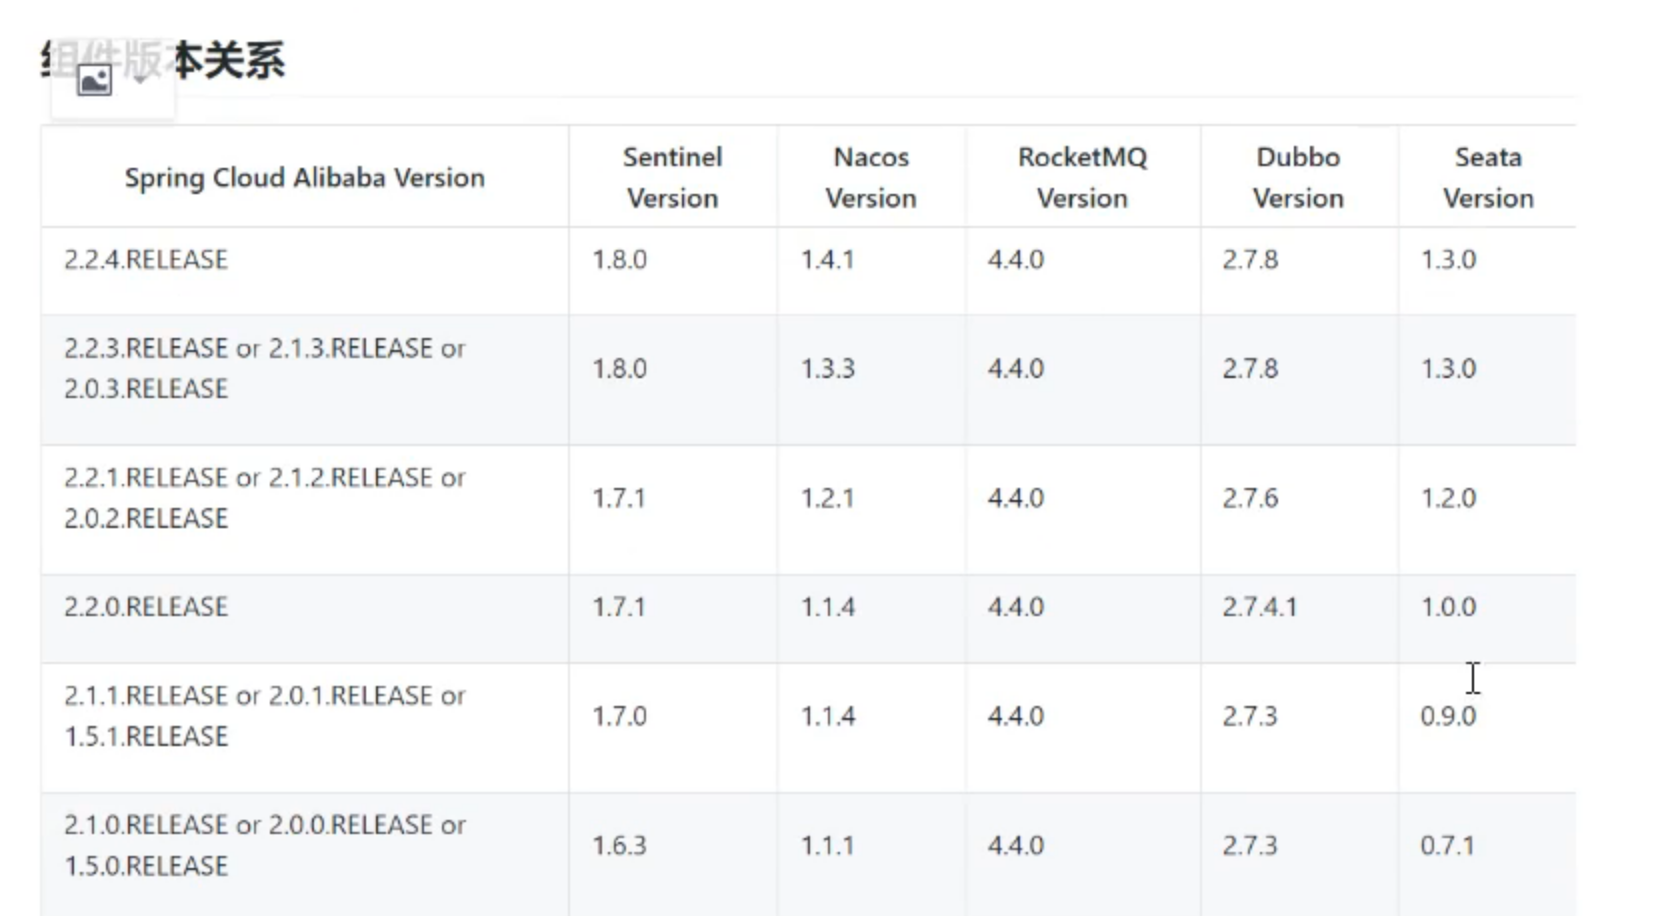 组件版本关系
Spring Cloud Alibaba Version
Sentinel Version
Nacos Version
RocketMQ Version
Dubbo Version
Seata Version
2.2.4.RELEASE
1.8.0
1.4.1
4.4.0
2.7.8
1.3.0
2.2.3.RELEASE or 2.1.3.RELEASE or
2.0.3.RELEASE
1.8.0
1.3.3
4.4.0
2.7.8
1.3.0
2.2.1.RELEASE or 2.1.2.RELEASE or
2.0.2.RELEASE
1.7.1
1.2.1
4.4.0
2.7.6
1.2.0
2.2.0.RELEASE
1.7.1
1.1.4
4.4.0
2.7.4.1
1.0.0
2.1.1.RELEASE or 2.0.1.RELEASE or
1.5.1.RELEASE
1.7.0
1.1.4
4.4.0
2.7.3
0.9.0
2.1.0.RELEASE or 2.0.0.RELEASE or
1.5.0.RELEASE
1.6.3
1.1.1
4.4.0
2.7.3
0.7.1